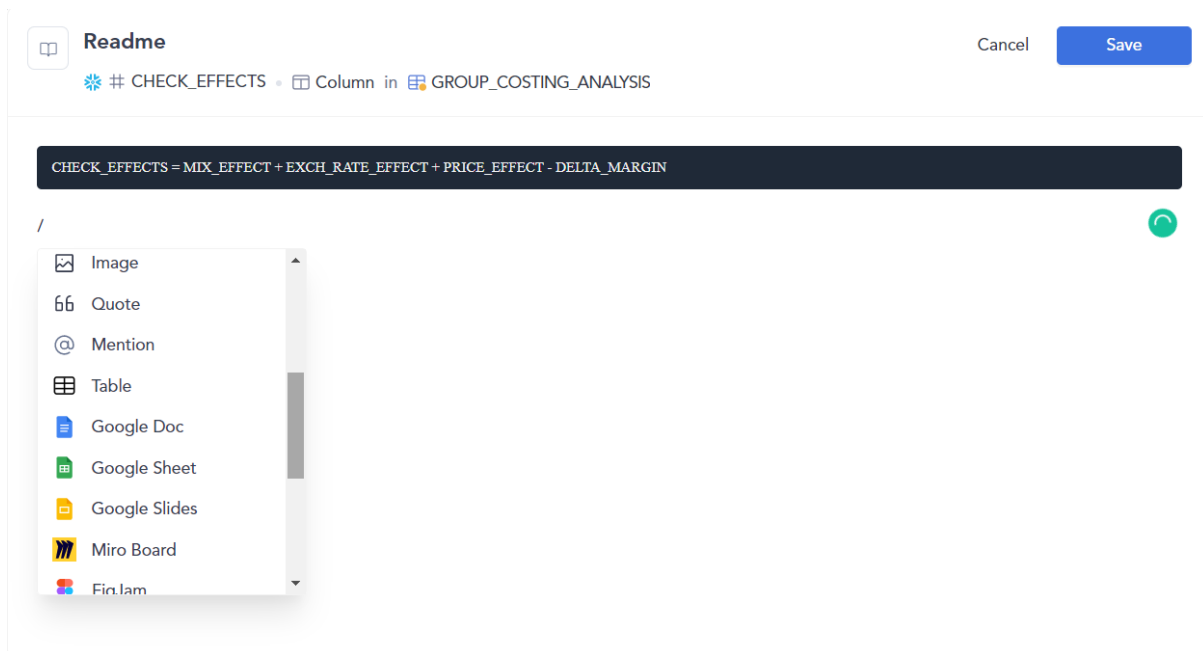 Readme
Cancel
Save
# CHECK_EFFECTS • Column in GROUP_COSTING_ANALYSIS
CHECK_EFFECTS = MIX_EFFECT + EXCH_RATE_EFFECT + PRICE_EFFECT - DELTA_MARGIN
/
Image
Quote
Mention
Table
Google Doc
Google Sheet
Google Slides
Miro Board
FigJam